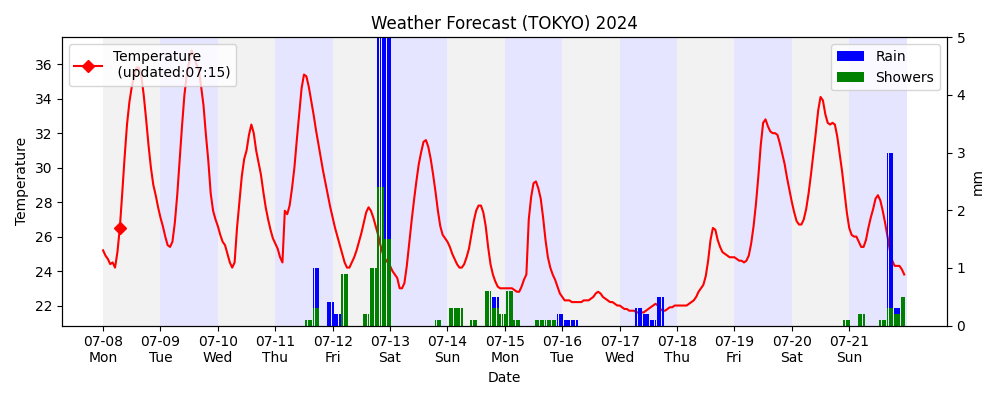 Weather Forecast (TOKYO) 2024
Temperature
(updated:07:15)
Rain
Showers
Temperature
36
34
32
30
28
26
24
22
5
4
3
2
1
0
mm
07-08 07-09 07-10 07-11 07-12 07-13 07-14 07-15 07-16 07-17 07-18 07-19 07-20 07-21
Mon Tue Wed Thu Fri Sat Sun Mon Tue Wed Thu Fri Sat Sun
Date